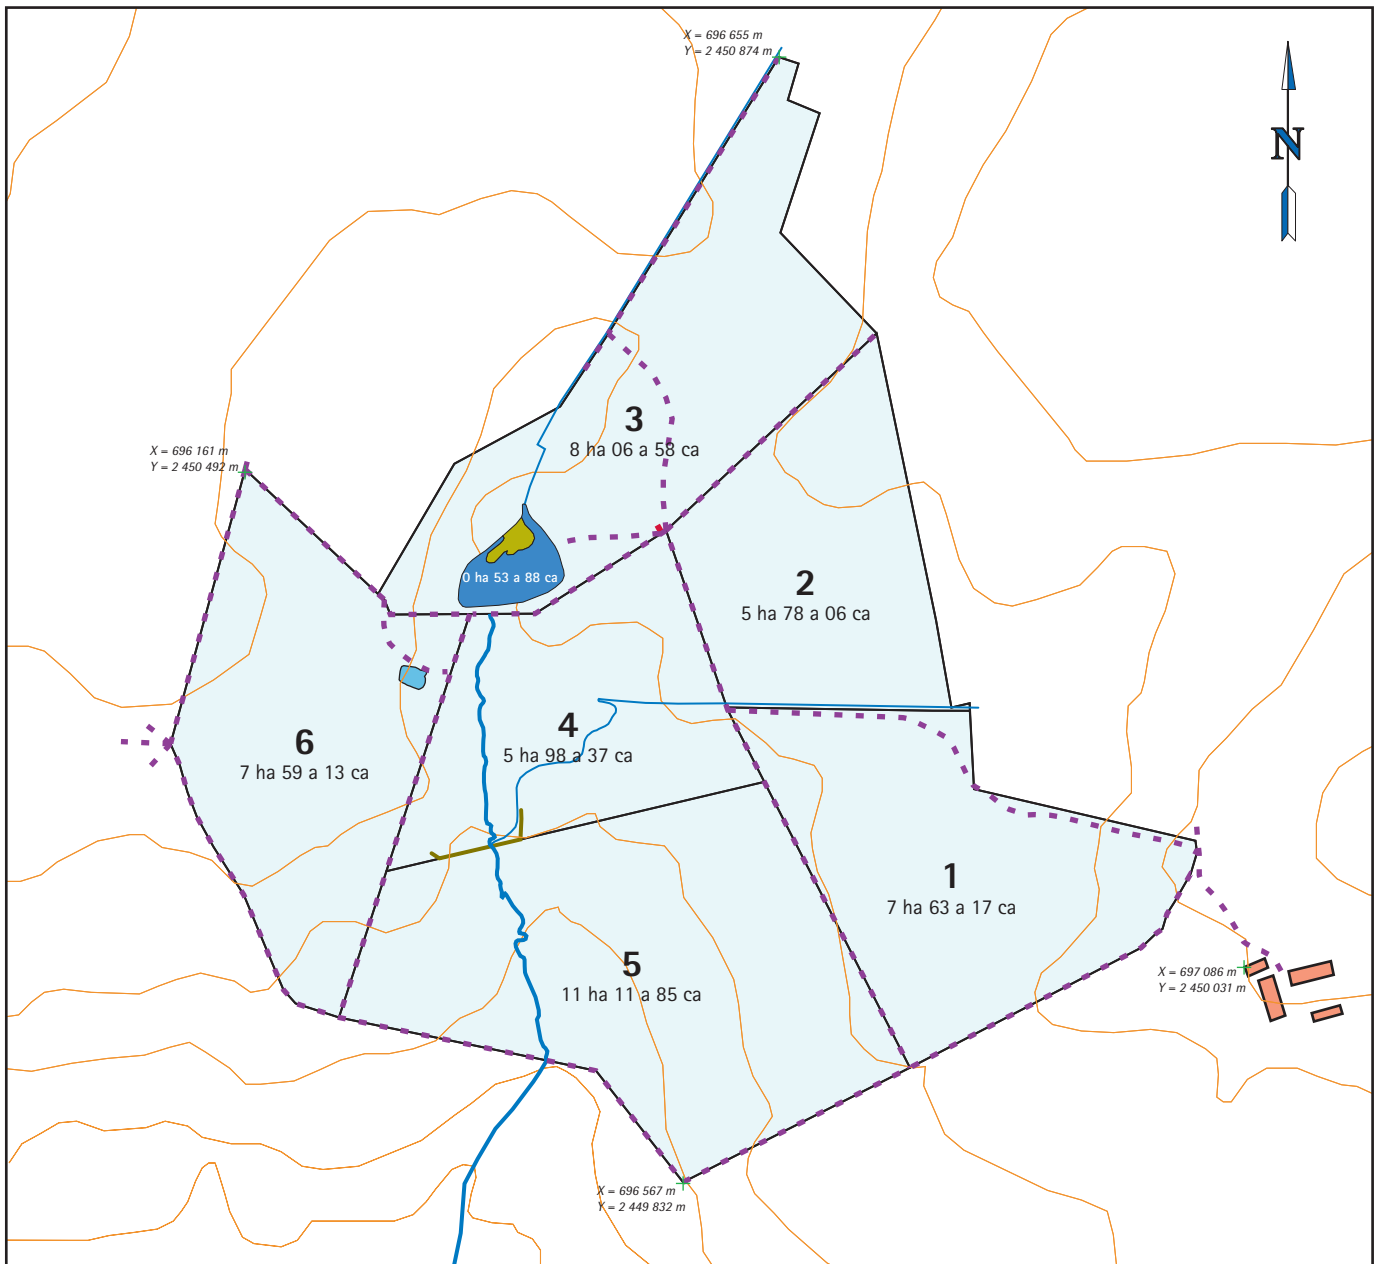 X = 696 655 m
Y = 2 450 874 m
N
3
8 ha 06 a 58 ca
X = 696 161 m
Y = 2 450 492 m
0 ha 53 a 88 ca
2
5 ha 78 a 06 ca
4
5 ha 98 a 37 ca
6
7 ha 59 a 13 ca
1
7 ha 63 a 17 ca
5
11 ha 11 a 85 ca
X = 697 086 m
Y = 2 450 031 m
X = 696 567 m
Y = 2 449 832 m